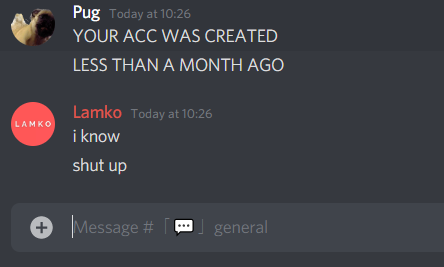 Pug Today at 10:26
YOUR ACC WAS CREATED
LESS THAN A MONTH AGO
LAMKO
Lamko Today at 10:26
i know
shut up
Message #「💬」general